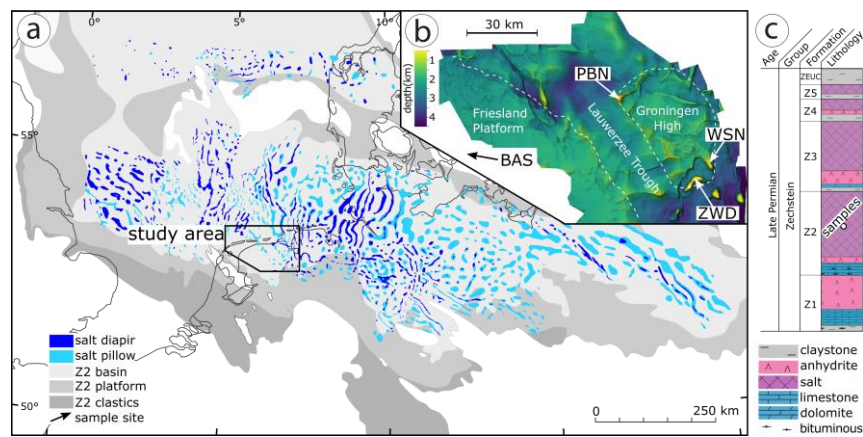 a
0°
5°
10°
55°
50°
study area
salt diapir
salt pillow
Z2 basin
Z2 platform
Z2 clastics
sample site
0
250 km
b
30 km
depth(km)
1
2
3
4
PBN
Friesland
Platform
Lauwerzee Trough
Groningen
High
WSN
BAS
ZWD
c
Age
Group
Formation
Lithology
Late Permian
Zechstein
ZEUC
Z5
Z4
Z3
Z2
samples
Z1
claystone
anhydrite
salt
limestone
dolomite
bituminous